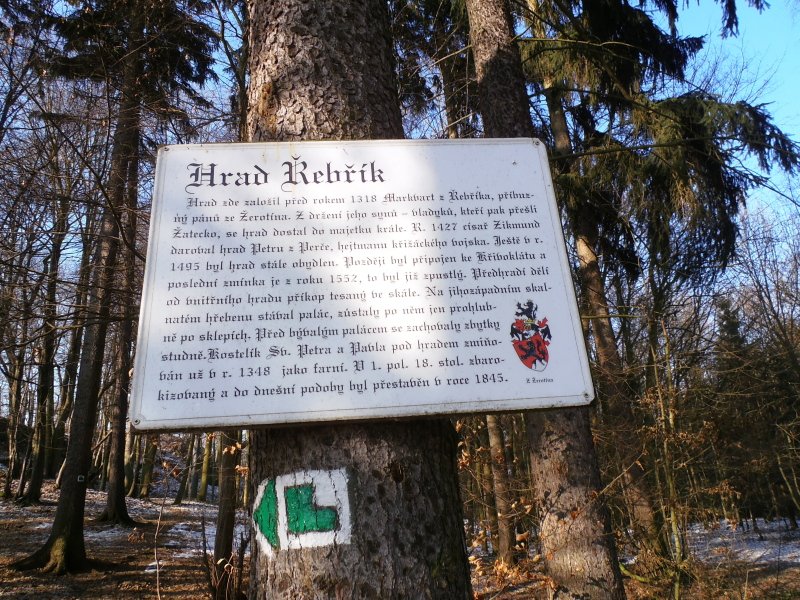 Hrad Řebřík
Hrad zde založil před rokem 1318 Markvart z Řebříka, příbuz-
ný pánů ze Žerotína. Z držení jeho synů - vladyků, kteří pak přešli
Žatecko, se hrad dostal do majetku krále. R. 1427 císař Zikmund
daroval hrad Petru z Perče, hejtmanu křižáckého vojska. Ještě v r.
1495 byl hrad stále obydlen. Později byl připojen ke Křivoklátu a
poslední zmínka je z roku 1552, to byl již zpustlý. Předhradí dělí
od vnitřního hradu příkop tesaný ve skále. Na jihozápadním skal-
natém hřebenu stával palác, zůstaly po něm jen prohlub-
ně po sklepích. Před bývalým palácem se zachovaly zbytky
studně.Kostelík Sv. Petra a Pavla pod hradem zmiňo-
ván už v r. 1348 jako farní. V 1. pol. 18. stol. zbaro-
kizovaný a do dnešní podoby byl přestavěn v roce 1845.
Z Žerotína